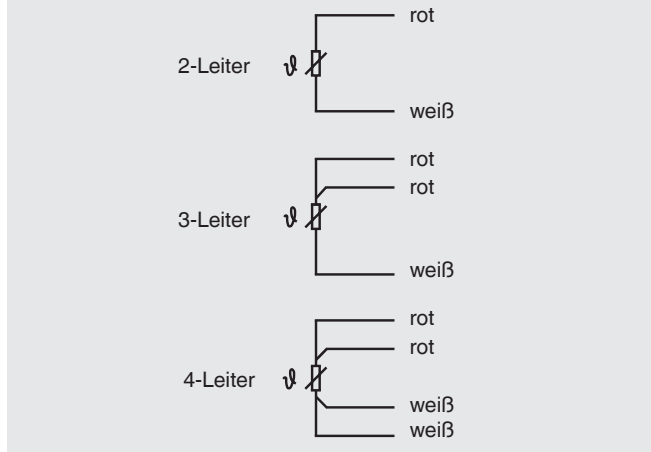 rot
2-Leiter ϑ
weiß
rot
rot
3-Leiter ϑ
weiß
rot
rot
4-Leiter ϑ
weiß
weiß